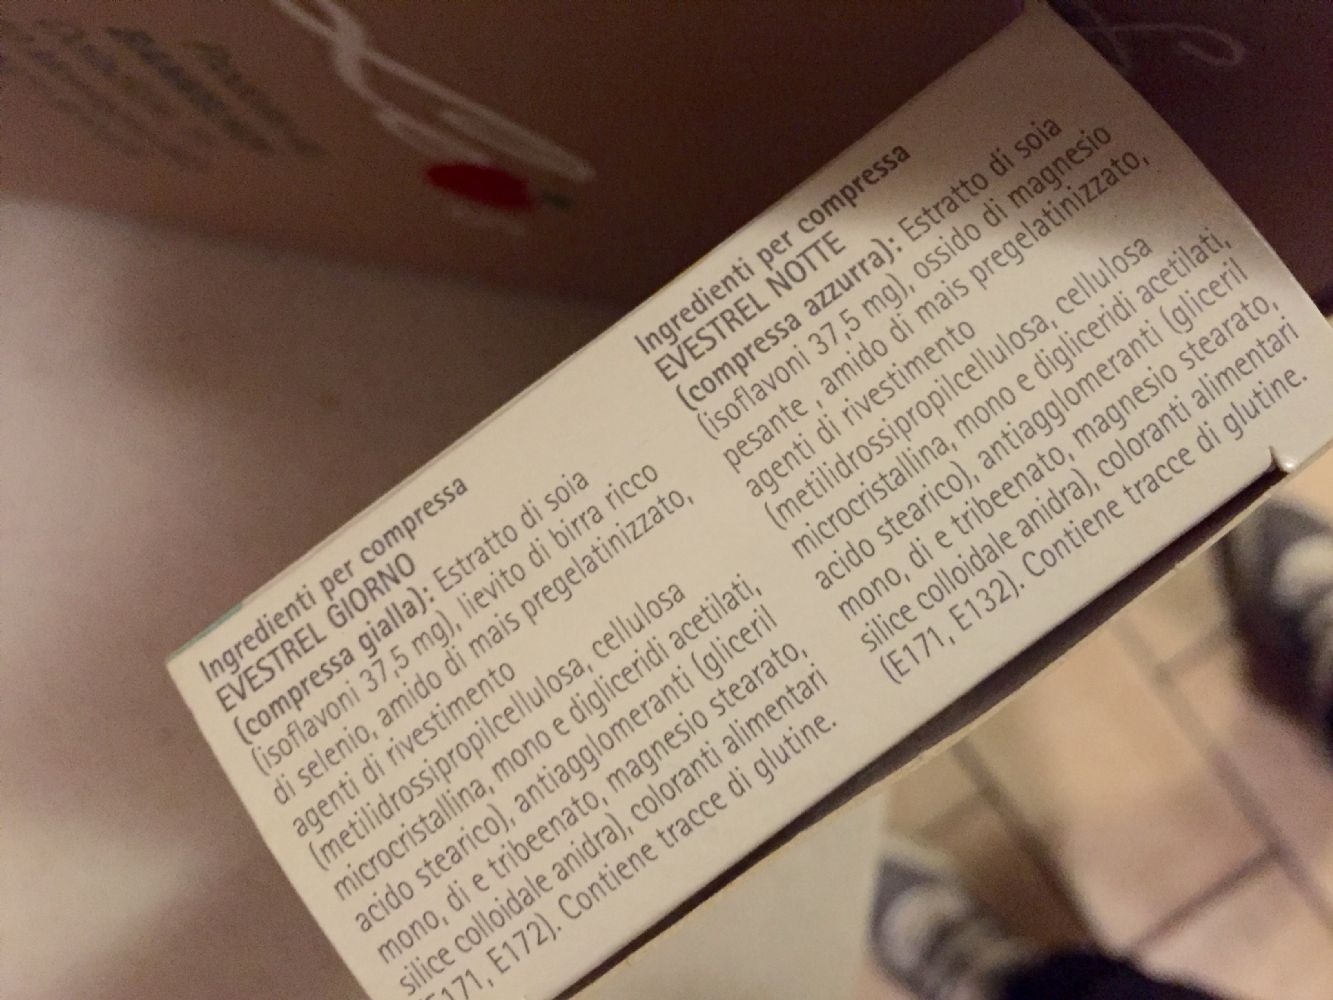 Ingredienti per compressa
EVESTREL GIORNO
(compressa gialla): Estratto di soia
(isoflavoni 37,5 mg), lievito di birra ricco
di selenio, amido di mais pregelatinizzato,
agenti di rivestimento
(metilidrossipropilcellulosa, cellulosa
microcristallina, mono e digliceridi acetilati,
acido stearico), antiagglomeranti (gliceril
mono, di e tribeenato, magnesio stearato,
silice colloidale anidra), coloranti alimentari
E171, E172). Contiene tracce di glutine.
Ingredienti per compressa
EVESTREL NOTTE
(compressa azzurra): Estratto di soia
(isoflavoni 37,5 mg), ossido di magnesio
pesante , amido di mais pregelatinizzato,
agenti di rivestimento
(metilidrossipropilcellulosa, cellulosa
microcristallina, mono e digliceridi acetilati,
acido stearico), antiagglomeranti (gliceril
mono, di e tribeenato, magnesio stearato,
silice colloidale anidra), coloranti alimentari
(E171, E132). Contiene tracce di glutine.